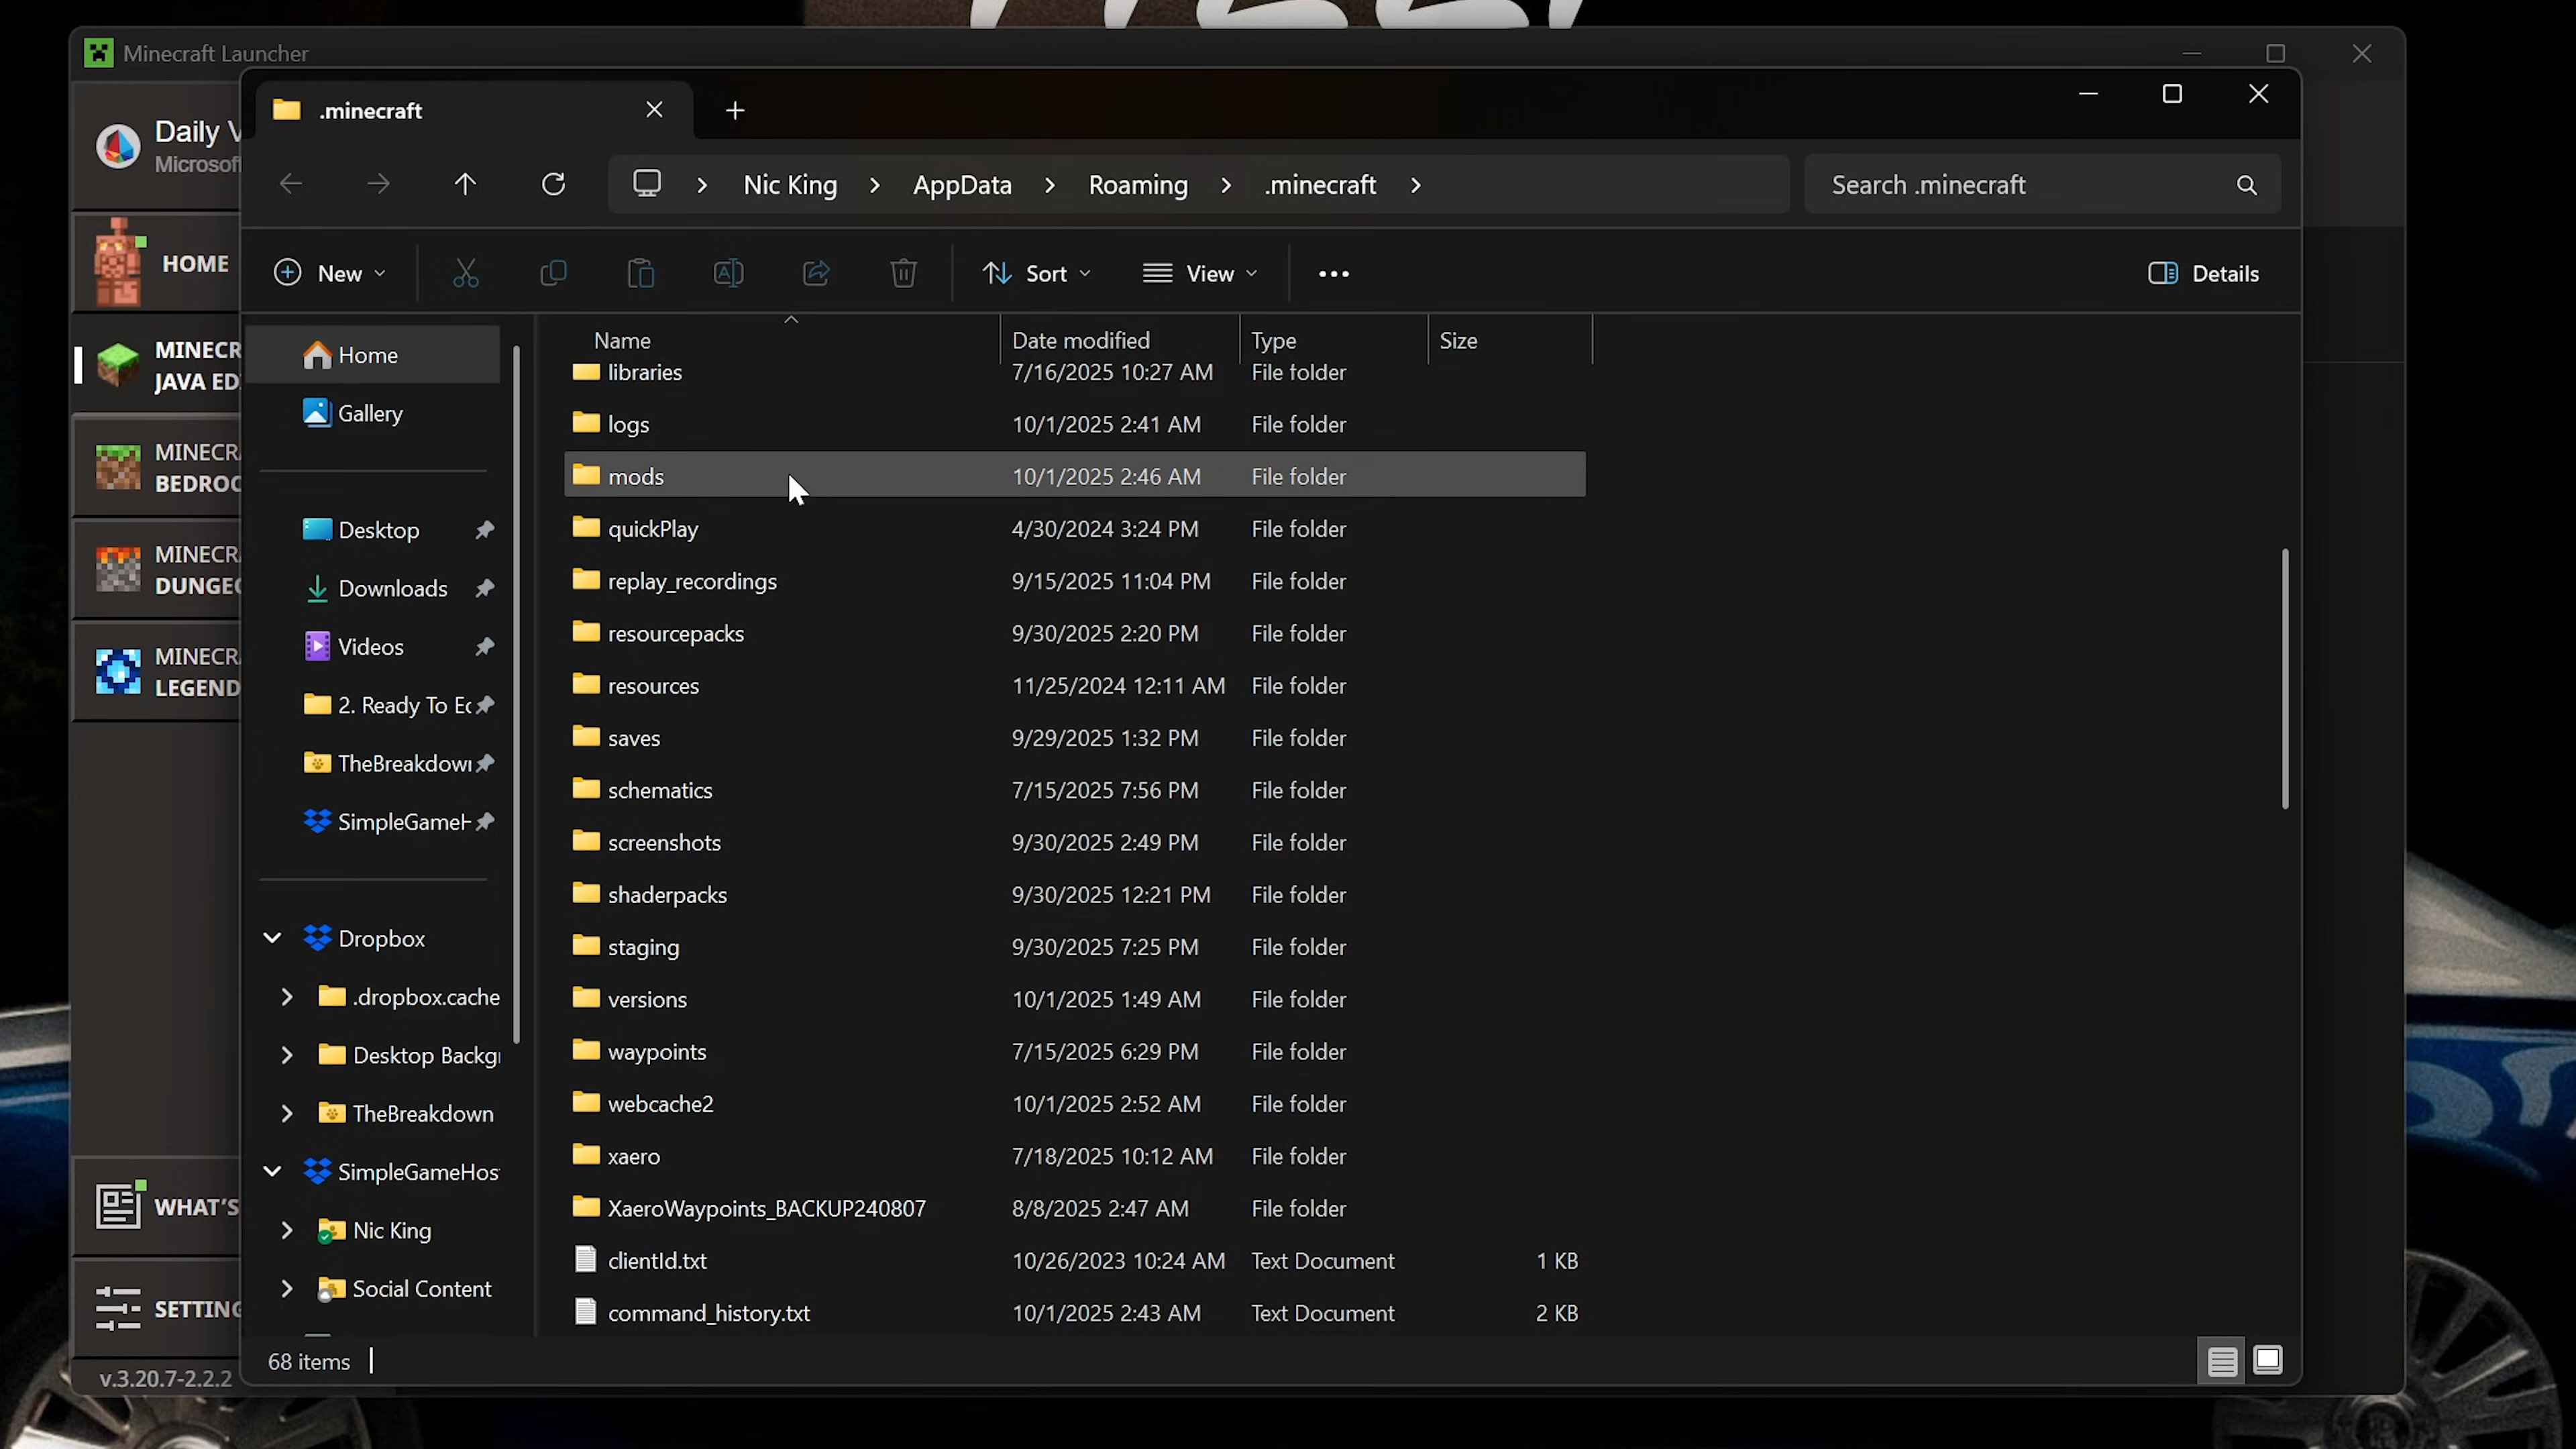 Minecraft Launcher
.minecraft
Daily V
Microsof
Nic King
AppData
Roaming
.minecraft
Search .minecraft
HOME
New
Sort
View
Details
MINECR
JAVA ED
MINECRA
BEDROC
MINECRA
DUNGEO
MINECRA
LEGEND
WHAT'S
SETTING
v.3.20.7-2.2.2
Home
Gallery
Desktop
Downloads
Videos
2. Ready To Ec
TheBreakdow
SimpleGameH
Dropbox
.dropbox.cache
Desktop Backgr
TheBreakdown
SimpleGameHos
Nic King
Social Content
Name Date modified Type Size
libraries 7/16/2025 10:27 AM File folder
logs 10/1/2025 2:41 AM File folder
mods 10/1/2025 2:46 AM File folder
quickPlay 4/30/2024 3:24 PM File folder
replay_recordings 9/15/2025 11:04 PM File folder
resourcepacks 9/30/2025 2:20 PM File folder
resources 11/25/2024 12:11 AM File folder
saves 9/29/2025 1:32 PM File folder
schematics 7/15/2025 7:56 PM File folder
screenshots 9/30/2025 2:49 PM File folder
shaderpacks 9/30/2025 12:21 PM File folder
staging 9/30/2025 7:25 PM File folder
versions 10/1/2025 1:49 AM File folder
waypoints 7/15/2025 6:29 PM File folder
webcache2 10/1/2025 2:52 AM File folder
xaero 7/18/2025 10:12 AM File folder
XaeroWaypoints_BACKUP240807 8/8/2025 2:47 AM File folder
clientId.txt 10/26/2023 10:24 AM Text Document 1 KB
command_history.txt 10/1/2025 2:43 AM Text Document 2 KB
68 items